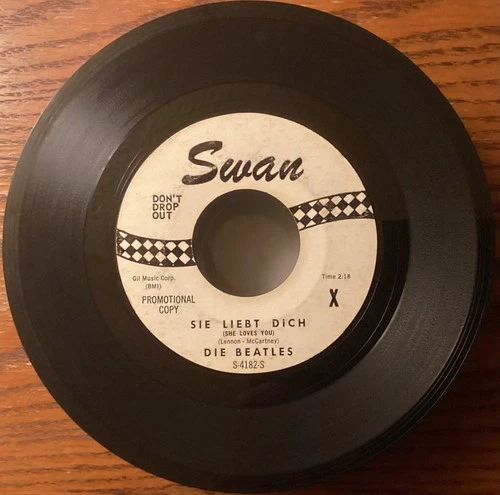 Swan
DON'T
DROP
OUT
Gil Music Corp.
(BMI)
Time 2:18
PROMOTIONAL
COPY
X
SIE LIEBT DICH
(SHE LOVES YOU)
(Lennon - McCartney)
DIE BEATLES
S-4182-S